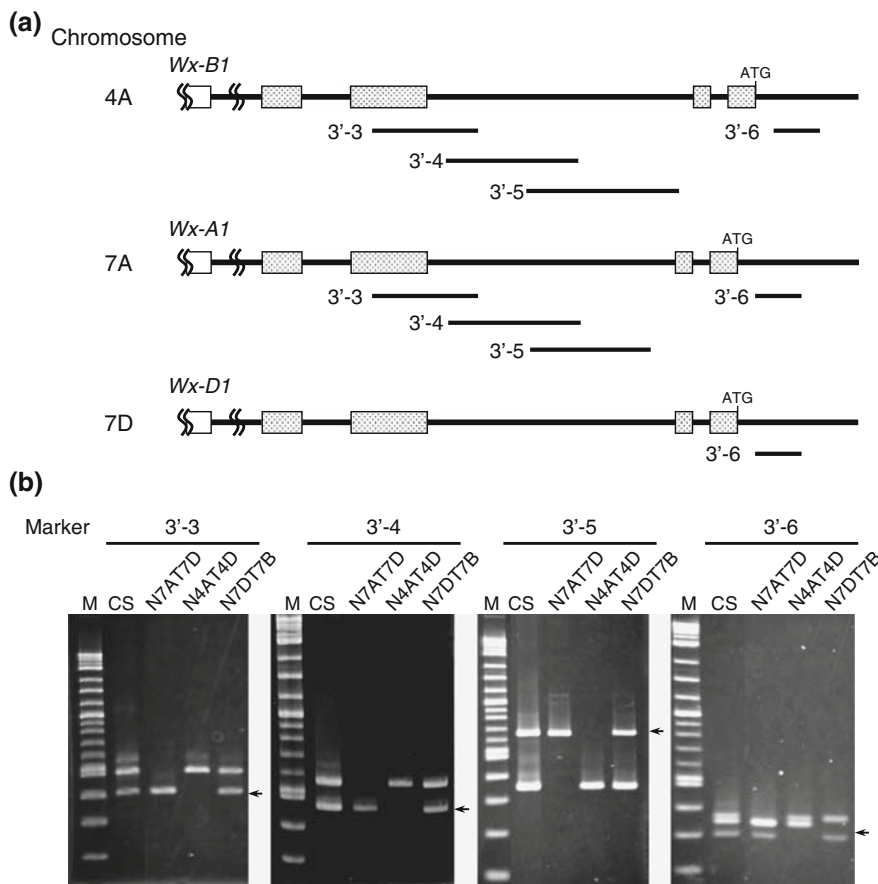 (a)
Chromosome
Wx-B1
ATG
4A
3'-3
3'-6
3'-4
3'-5
Wx-A1
ATG
7A
3'-3
3'-6
3'-4
3'-5
Wx-D1
ATG
7D
3'-6
(b)
Marker 3'-3 3'-4 3'-5 3'-6
M CS N7AT7D N4AT4D N7DT7B M CS N7AT7D N4AT4D N7DT7B M CS N7AT7D N4AT4D N7DT7B M CS N7AT7D N4AT4D N7DT7B